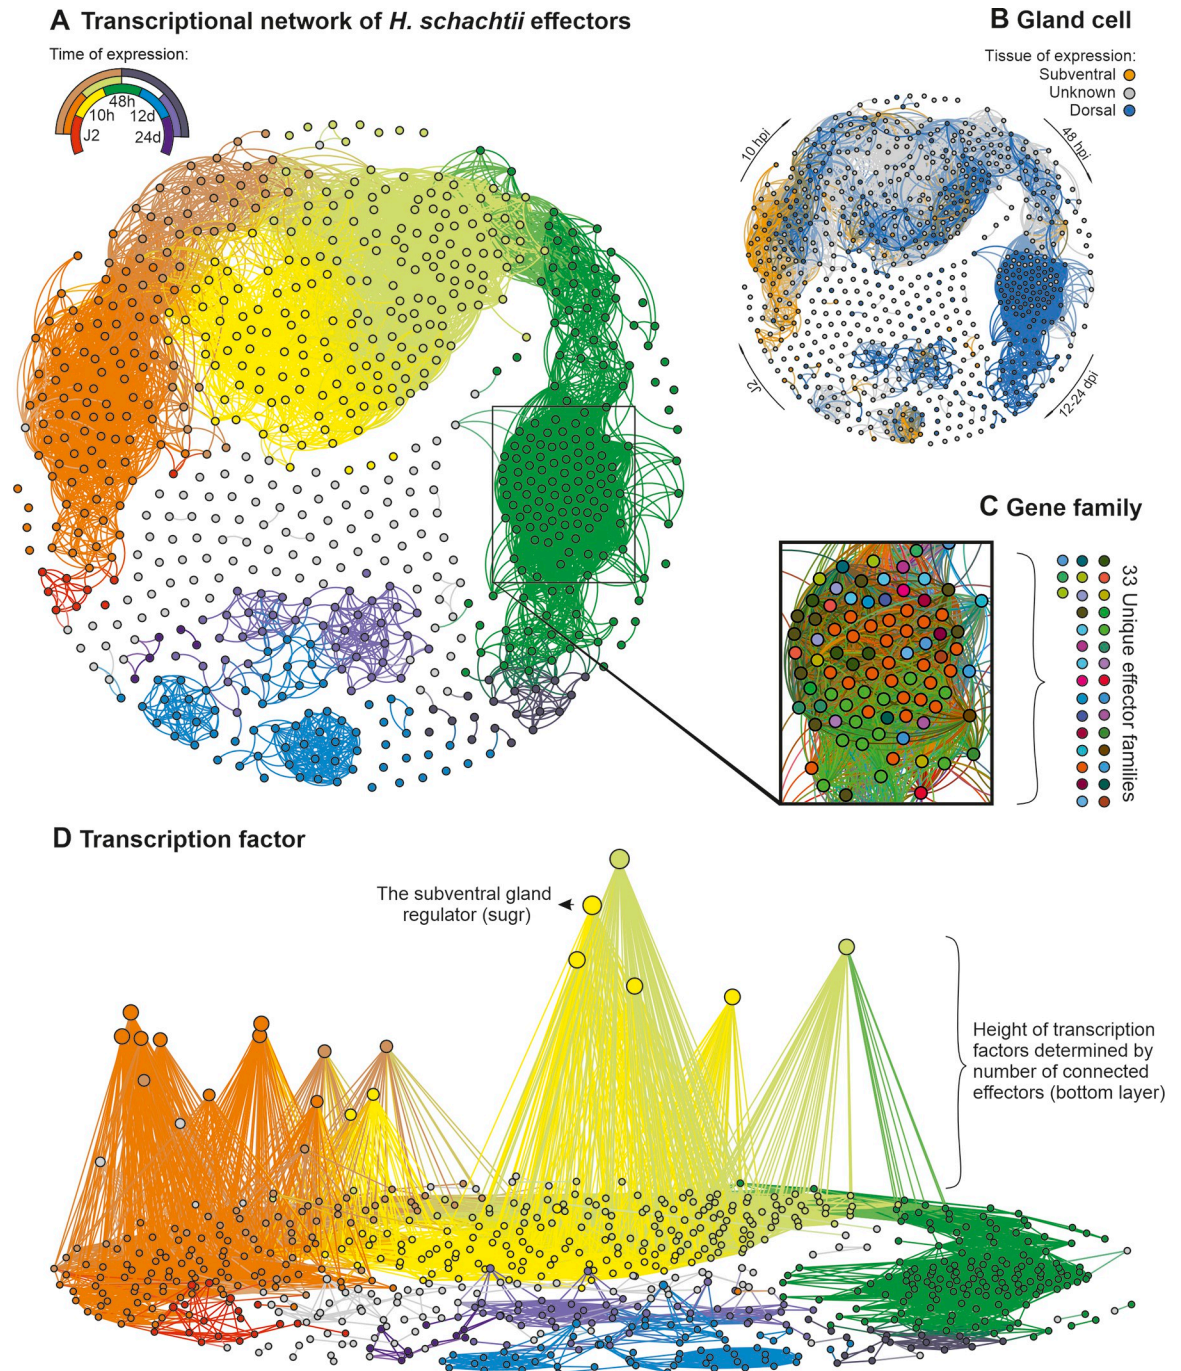 A Transcriptional network of H. schachtii effectors
Time of expression:
48h
10h 12d
J2 24d
B Gland cell
Tissue of expression:
Subventral
Unknown
Dorsal
10 hpi
48 hpi
J2
12-24 dpi
C Gene family
33 Unique effector families
D Transcription factor
The subventral gland
regulator (sugr)
Height of transcription
factors determined by
number of connected
effectors (bottom layer)